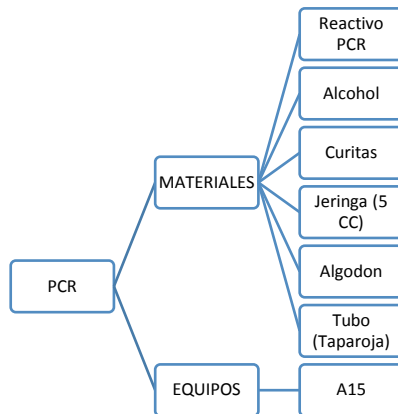 Reactivo
PCR
Alcohol
Curitas
MATERIALES
Jeringa (5
CC)
Algodon
PCR
Tubo
(Taparoja)
EQUIPOS
A15